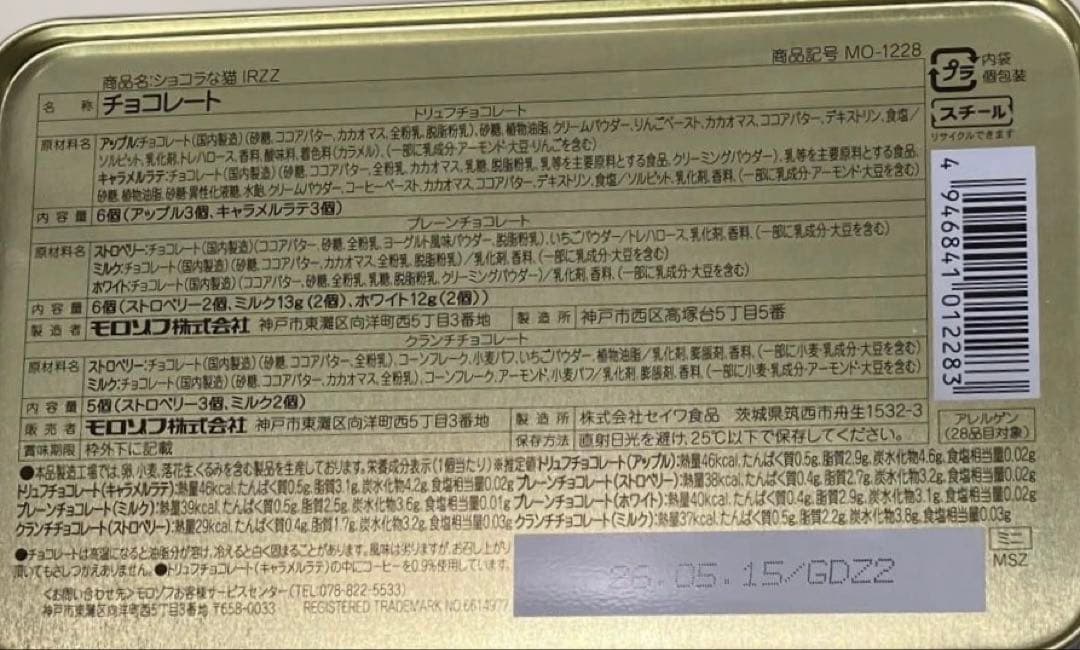 商品名:ショコラな猫 IRZZ
商品記号 MO-1228
プラ 内袋 個包装
スチール
リサイクルできます
名 称 チョコレート
トリュフチョコレート
原材料名 アップル:チョコレート(国内製造)(砂糖、ココアバター、カカオマス、全粉乳、脱脂粉乳)、砂糖、植物油脂、クリームパウダー、りんごペースト、カカオマス、ココアバター、デキストリン、食塩/
ソルビット、乳化剤、トレハロース、香料、酸味料、着色料(カラメル)、(一部に乳成分・アーモンド・大豆・りんごを含む)
キャラメルラテ:チョコレート(国内製造)(砂糖、ココアバター、全粉乳、カカオマス、乳糖、脱脂粉乳、乳等を主要原料とする食品、クリーミングパウダー)、乳等を主要原料とする食品、
砂糖、植物油脂、砂糖・異性化液糖、水飴、クリームパウダー、コーヒーペースト、カカオマス、ココアバター、デキストリン、食塩/ソルビット、乳化剤、香料、(一部に乳成分・アーモンド・大豆を含む)
内容量 6個(アップル3個、キャラメルラテ3個)
プレーンチョコレート
原材料名 ストロベリー:チョコレート(国内製造)(ココアバター、砂糖、全粉乳、ヨーグルト風味パウダー、脱脂粉乳)、いちごパウダー/トレハロース、乳化剤、香料、(一部に乳成分・大豆を含む)
ミルク:チョコレート(国内製造)(砂糖、ココアバター、カカオマス、全粉乳、脱脂粉乳)/乳化剤、香料、(一部に乳成分・大豆を含む)
ホワイト:チョコレート(国内製造)(ココアバター、砂糖、全粉乳、乳糖、脱脂粉乳、クリーミングパウダー)/乳化剤、香料、(一部に乳成分・大豆を含む)
内容量 6個(ストロベリー2個、ミルク13g(2個)、ホワイト12g(2個))
製造者 モロゾフ株式会社 神戸市東灘区向洋町西5丁目3番地 製造所 神戸市西区高塚台5丁目5番
クランチチョコレート
原材料名 ストロベリー:チョコレート(国内製造)(砂糖、ココアバター、全粉乳)、コーンフレーク、小麦パフ、いちごパウダー、植物油脂/乳化剤、膨脹剤、香料、(一部に小麦・乳成分・大豆を含む)
ミルク:チョコレート(国内製造)(砂糖、ココアバター、カカオマス、全粉乳)、コーンフレーク、アーモンド、小麦パフ/乳化剤、膨脹剤、香料、(一部に小麦・乳成分・アーモンド・大豆を含む)
内容量 5個(ストロベリー3個、ミルク2個)
販売者 モロゾフ株式会社 神戸市東灘区向洋町西5丁目3番地 製造所 株式会社セイワ食品 茨城県筑西市舟生1532-3
賞味期限 枠外下に記載 保存方法 直射日光を避け、25℃以下で保存してください。
4 946841 012283
アレルゲン
(28品目対象)
●本品製造工場では、卵、小麦、落花生、くるみを含む製品を生産しております。栄養成分表示(1個当たり)※推定値 トリュフチョコレート(アップル):熱量46kcal、たんぱく質0.5g、脂質2.9g、炭水化物4.6g、食塩相当量0.02g
トリュフチョコレート(キャラメルラテ):熱量46kcal、たんぱく質0.5g、脂質3.1g、炭水化物4.2g、食塩相当量0.02g プレーンチョコレート(ストロベリー):熱量38kcal、たんぱく質0.4g、脂質2.7g、炭水化物3.2g、食塩相当量0.02g
プレーンチョコレート(ミルク):熱量39kcal、たんぱく質0.5g、脂質2.5g、炭水化物3.6g、食塩相当量0.01g プレーンチョコレート(ホワイト):熱量40kcal、たんぱく質0.4g、脂質2.9g、炭水化物3.1g、食塩相当量0.02g
クランチチョコレート(ストロベリー):熱量29kcal、たんぱく質0.4g、脂質1.7g、炭水化物3.2g、食塩相当量0.03g クランチチョコレート(ミルク):熱量37kcal、たんぱく質0.5g、脂質2.2g、炭水化物3.8g、食塩相当量0.03g
●チョコレートは高温になると油脂分が溶け、冷えると白く固まることがあります。風味は劣りますが、お召し上がり
頂いてもさしつかえありません。●トリュフチョコレート(キャラメルラテ)の中にコーヒーを0.9%使用しています。
ミニ
MSZ
26.05.15/GDZ2
<お問い合わせ先>モロゾフお客様サービスセンター(TEL:078-822-5533)
神戸市東灘区向洋町西5丁目3番地 〒658-0033 REGISTERED TRADEMARK NO.6614977